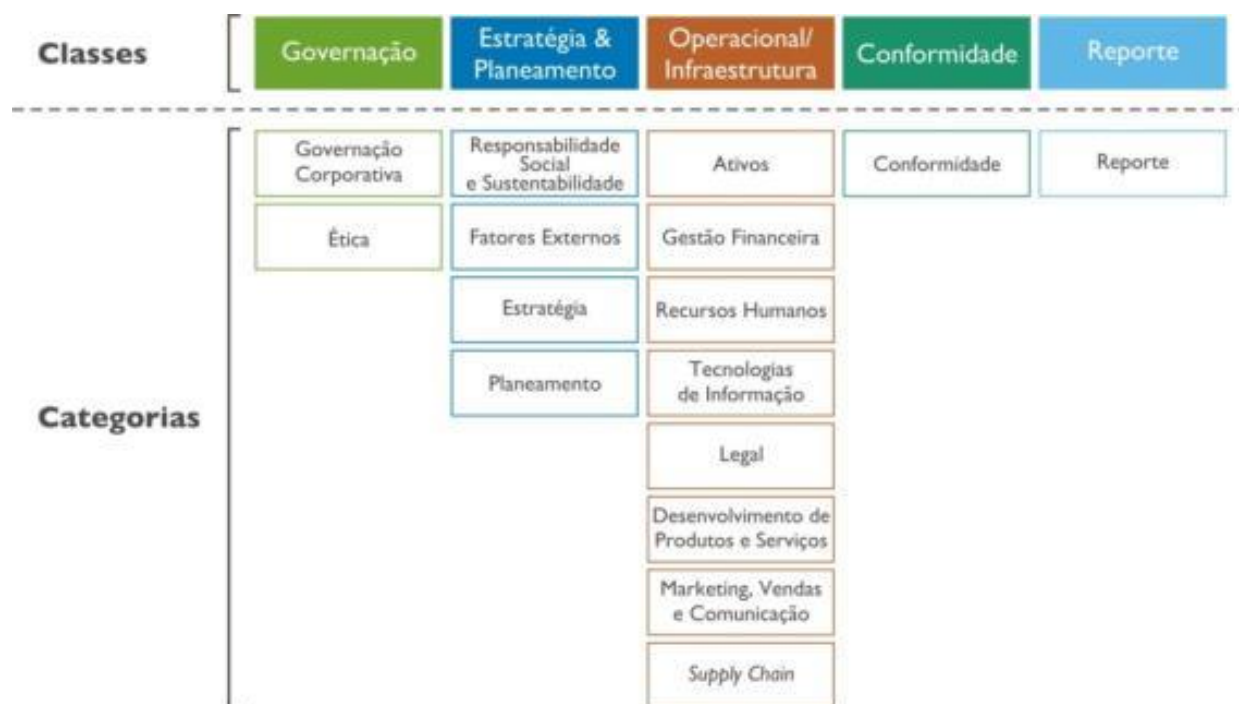 Classes
Governação
Estratégia &
Planeamento
Operacional/
Infraestrutura
Conformidade
Reporte
Categorias
Governação
Corporativa
Ética
Responsabilidade
Social
e Sustentabilidade
Fatores Externos
Estratégia
Planeamento
Ativos
Gestão Financeira
Recursos Humanos
Tecnologias
de Informação
Legal
Desenvolvimento de
Produtos e Serviços
Marketing, Vendas
e Comunicação
Supply Chain
Conformidade
Reporte